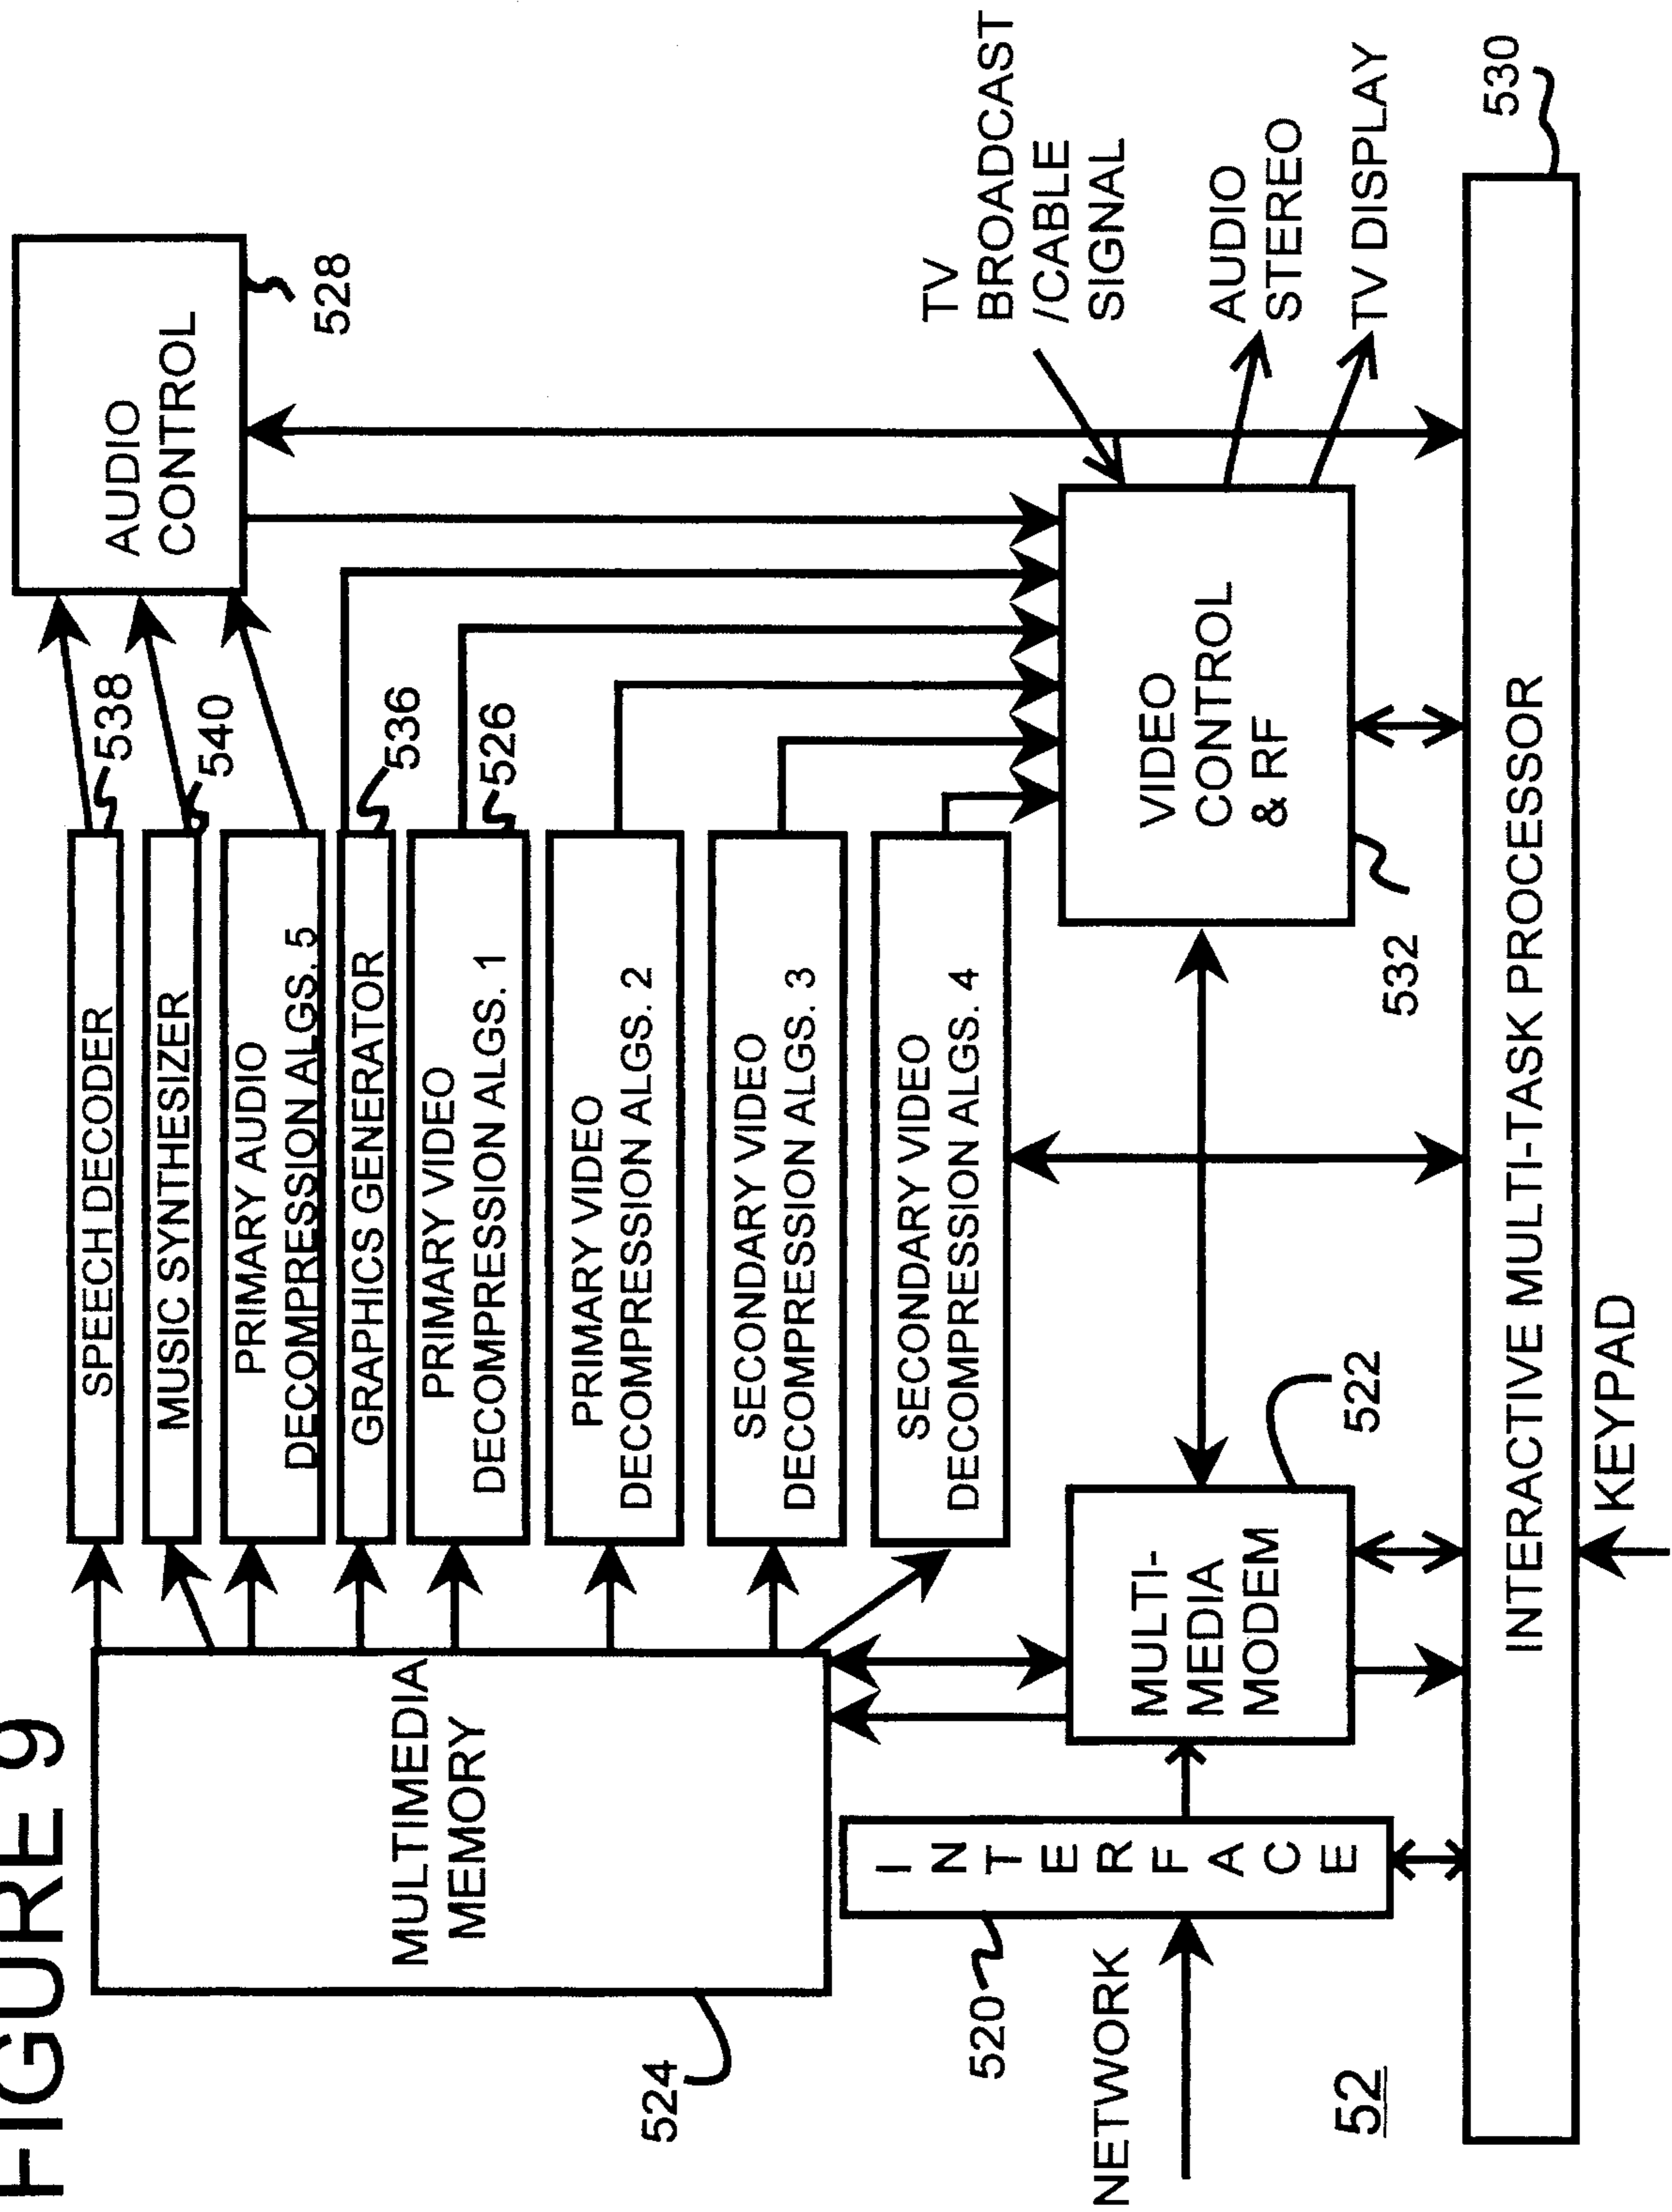 FIGURE 9
SPEECH DECODER
MUSIC SYNTHESIZER
PRIMARY AUDIO
DECOMPRESSION ALGS. 5
GRAPHICS GENERATOR
PRIMARY VIDEO
DECOMPRESSION ALGS. 1
PRIMARY VIDEO
DECOMPRESSION ALGS. 2
SECONDARY VIDEO
DECOMPRESSION ALGS. 3
SECONDARY VIDEO
DECOMPRESSION ALGS. 4
538
540
536
526
AUDIO
CONTROL
528
MULTIMEDIA
MEMORY
524
INTERFACE
520
NETWORK
MULTI-
MEDIA
MODEM
522
VIDEO
CONTROL
& RF
532
TV
BROADCAST
/CABLE
SIGNAL
AUDIO
STEREO
TV DISPLAY
530
INTERACTIVE MULTI-TASK PROCESSOR
KEYPAD
52